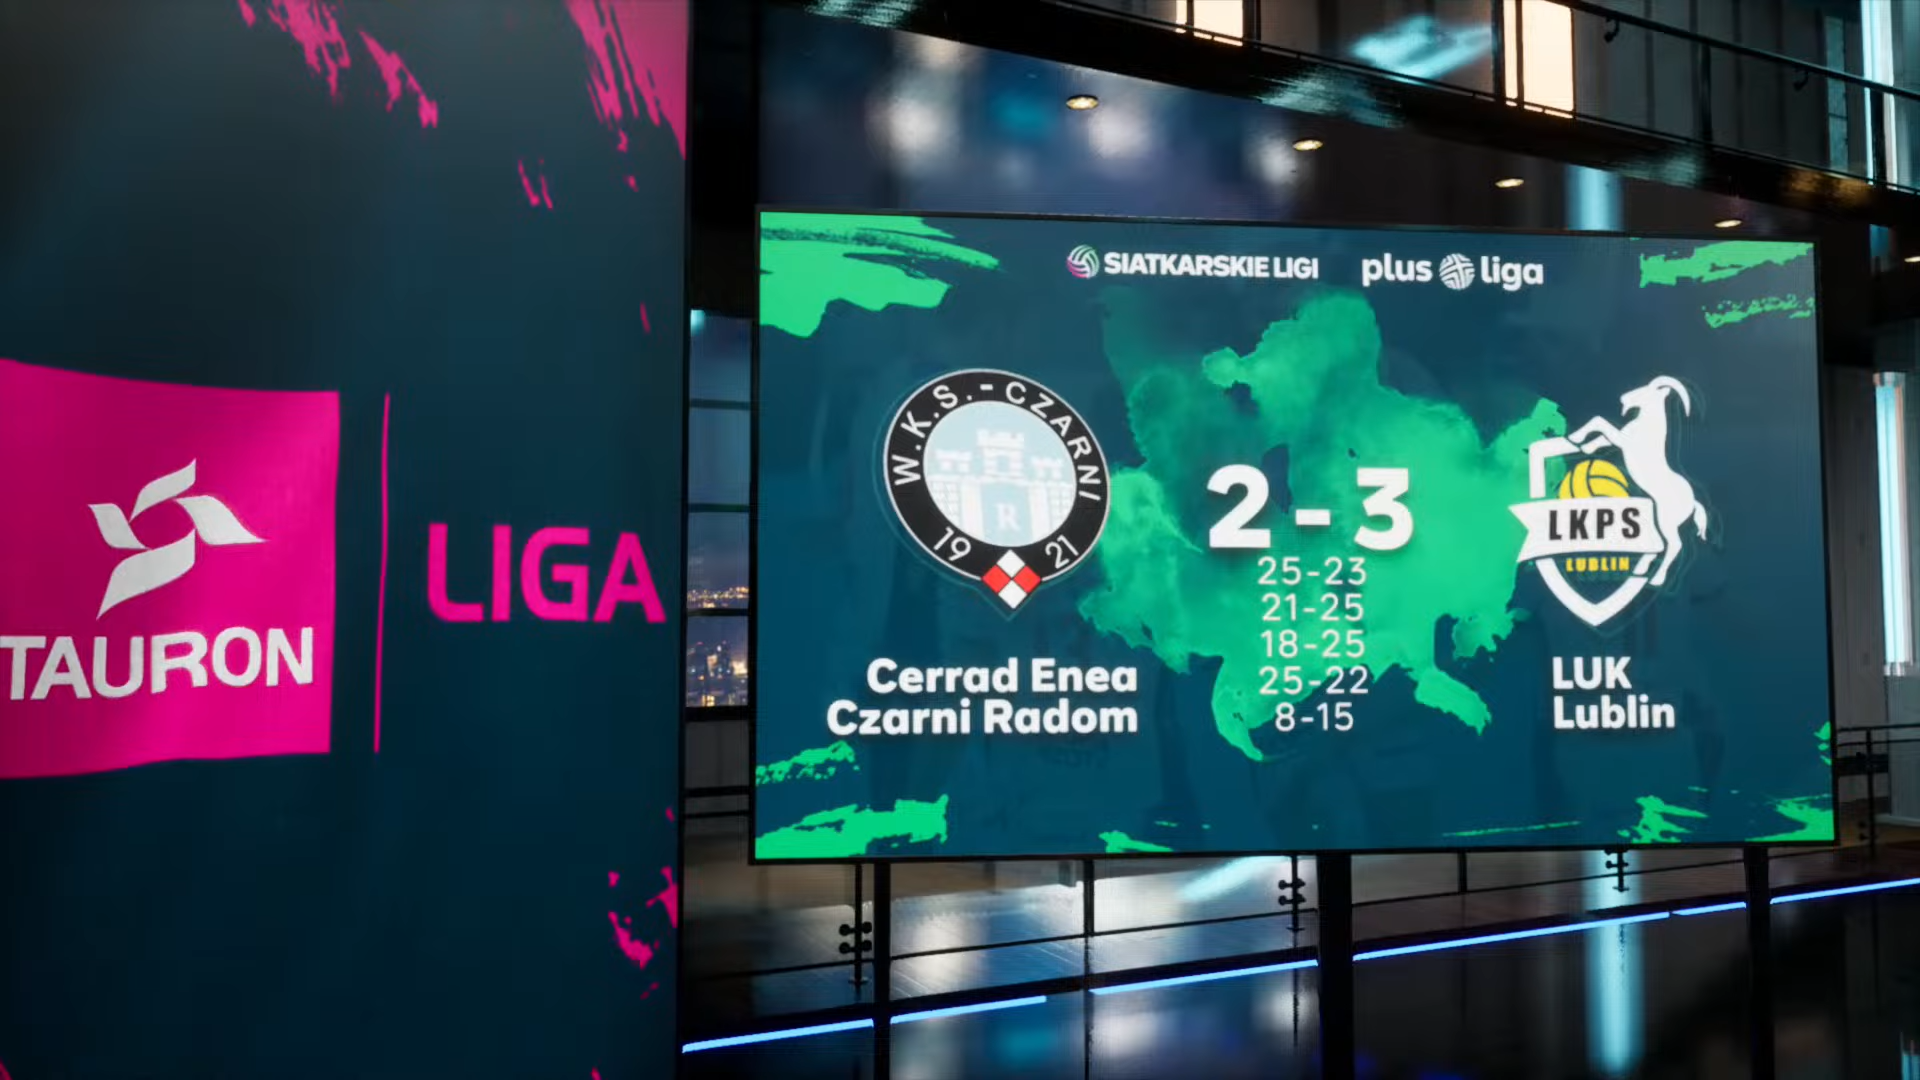 TAURON
LIGA
SIATKARSKIE LIGI
plus liga
W.K.S.-CZARNI
R
19 21
2-3
25-23
21-25
18-25
25-22
8-15
LKPS
LUBLIN
Cerrad Enea
Czarni Radom
LUK
Lublin